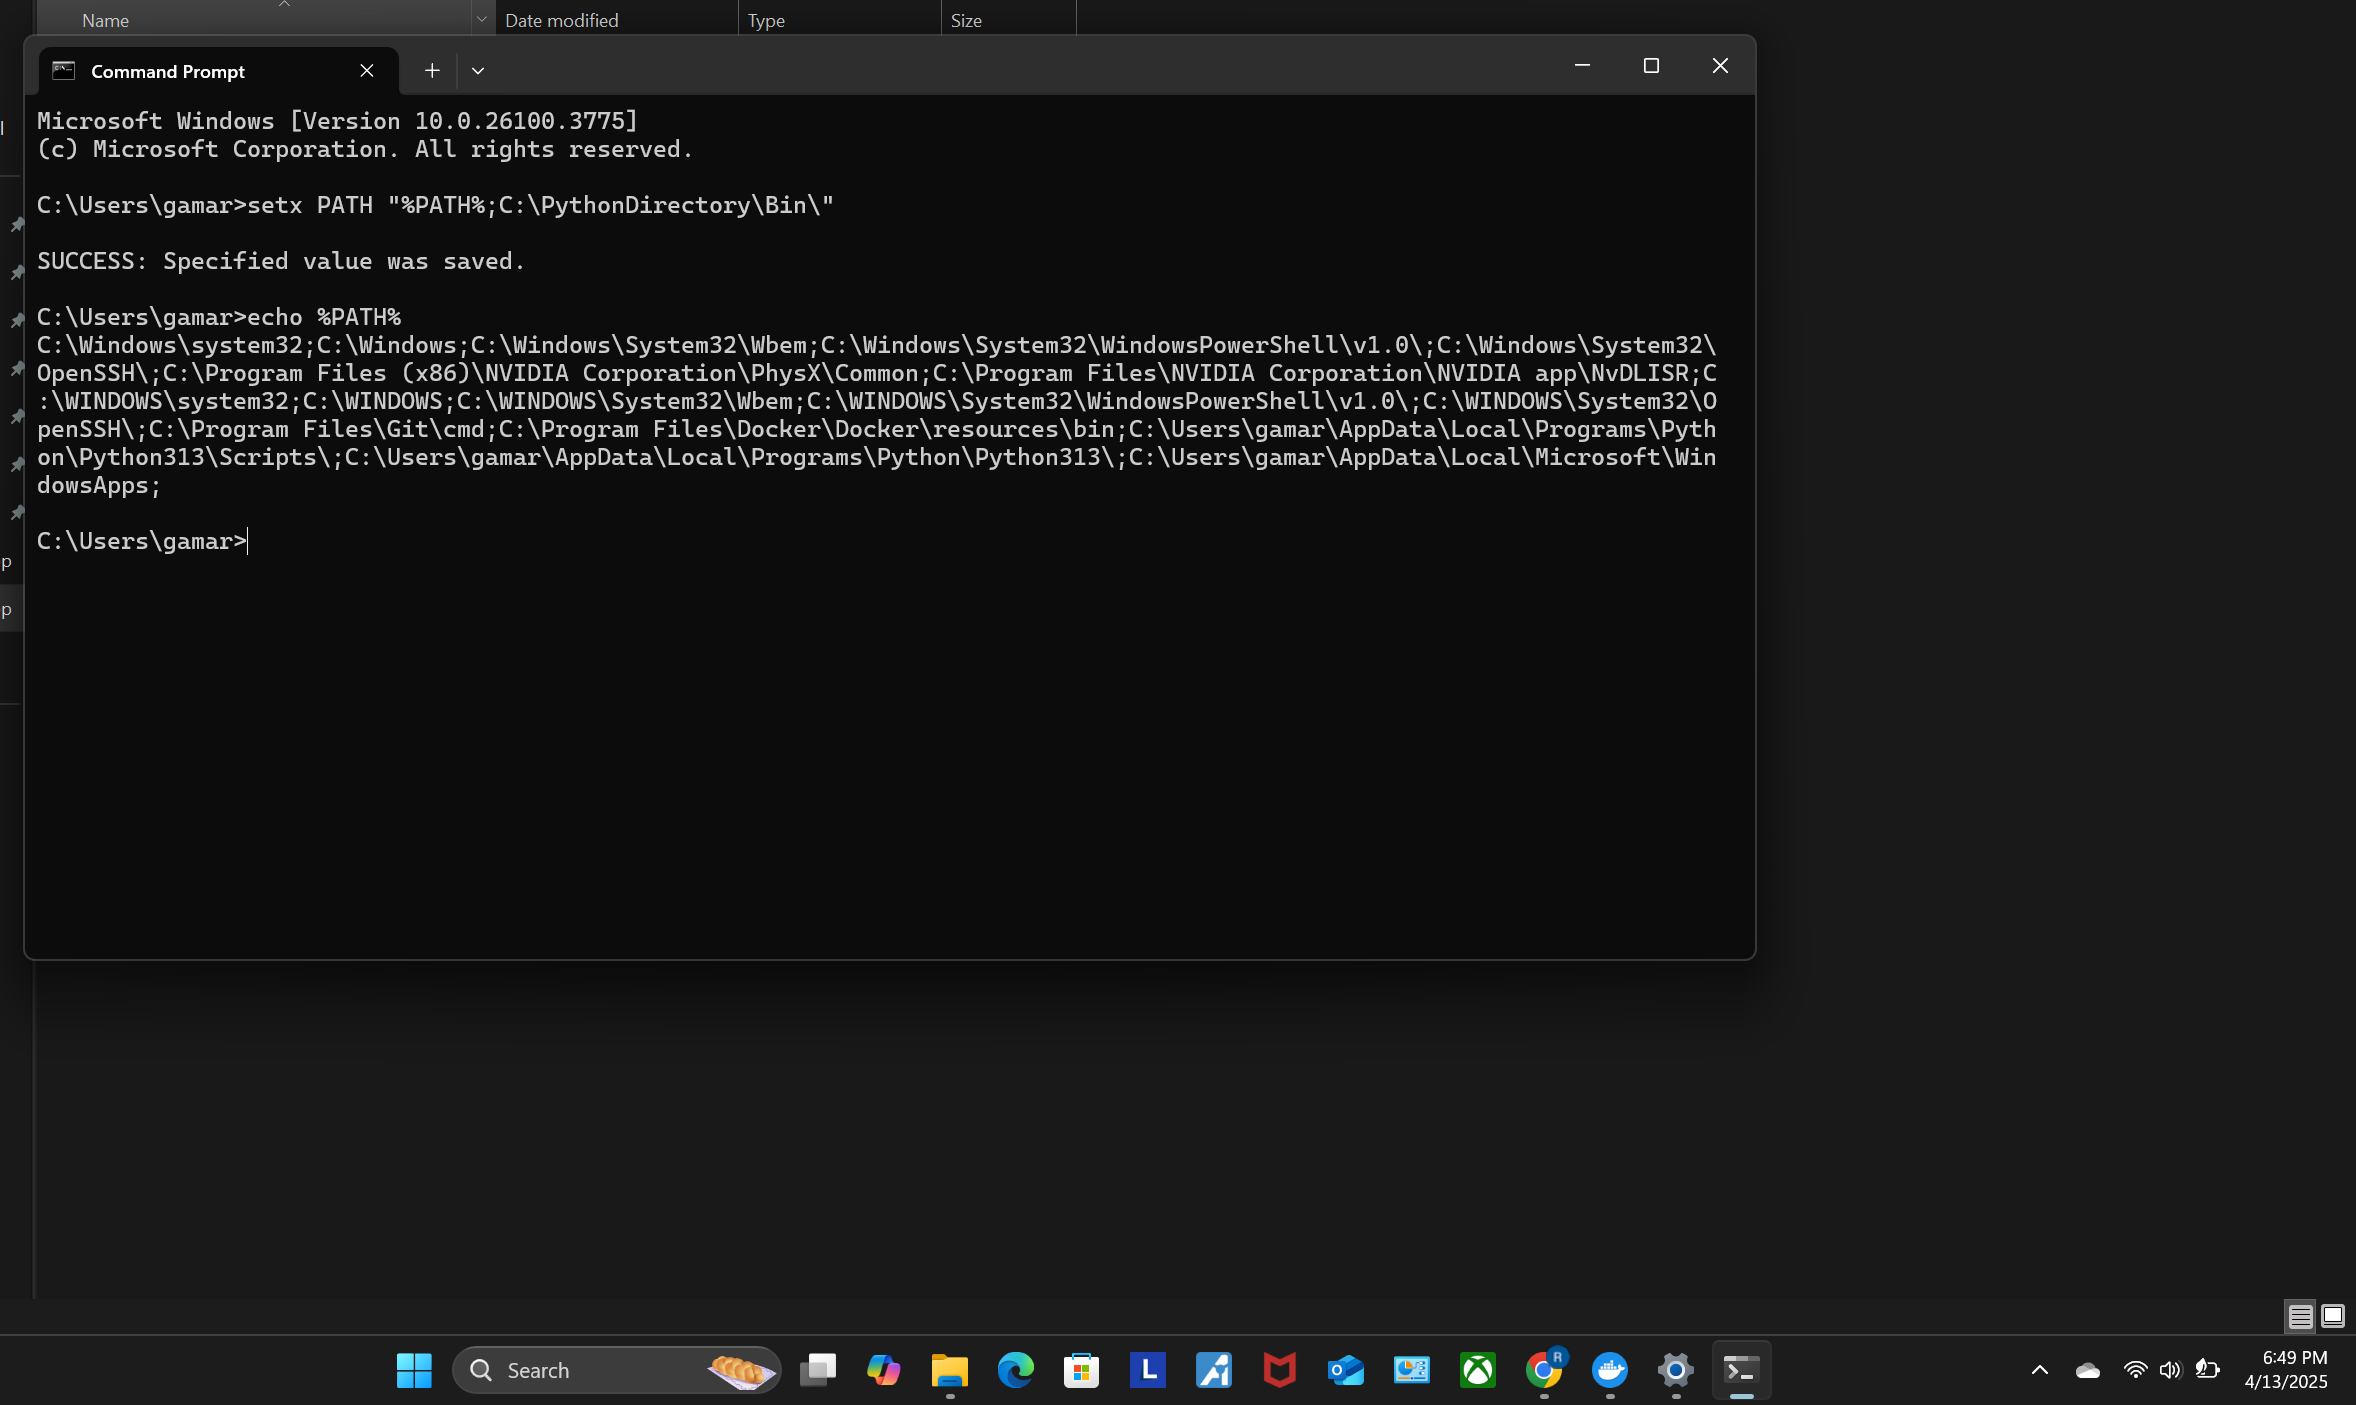 Name
Date modified
Type
Size
Command Prompt
Microsoft Windows [Version 10.0.26100.3775]
(c) Microsoft Corporation. All rights reserved.
C:\Users\gamar>setx PATH "%PATH%;C:\PythonDirectory\Bin\"
SUCCESS: Specified value was saved.
C:\Users\gamar>echo %PATH%
C:\Windows\system32;C:\Windows;C:\Windows\System32\Wbem;C:\Windows\System32\WindowsPowerShell\v1.0\;C:\Windows\System32\
OpenSSH\;C:\Program Files (x86)\NVIDIA Corporation\PhysX\Common;C:\Program Files\NVIDIA Corporation\NVIDIA app\NvDLISR;C
:\WINDOWS\system32;C:\WINDOWS;C:\WINDOWS\System32\Wbem;C:\WINDOWS\System32\WindowsPowerShell\v1.0\;C:\WINDOWS\System32\O
penSSH\;C:\Program Files\Git\cmd;C:\Program Files\Docker\Docker\resources\bin;C:\Users\gamar\AppData\Local\Programs\Pyth
on\Python313\Scripts\;C:\Users\gamar\AppData\Local\Programs\Python\Python313\;C:\Users\gamar\AppData\Local\Microsoft\Win
dowsApps;
C:\Users\gamar>
p
p
Search
L
R
6:49 PM
4/13/2025